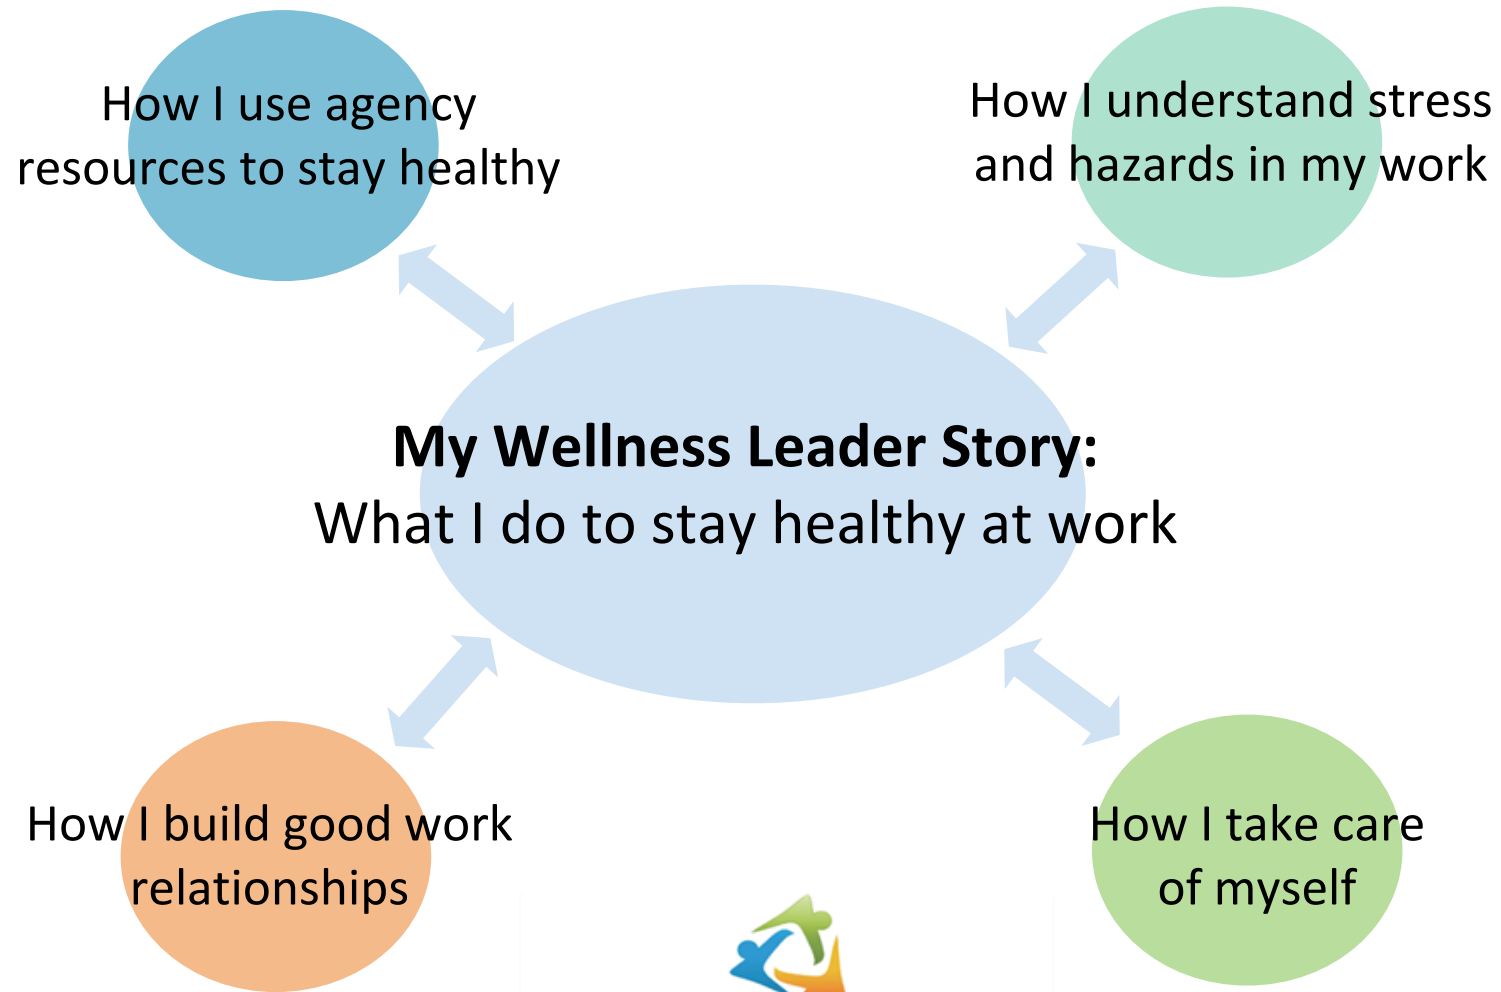 How I use agency
resources to stay healthy
How I understand stress
and hazards in my work
My Wellness Leader Story:
What I do to stay healthy at work
How I build good work
relationships
How I take care
of myself